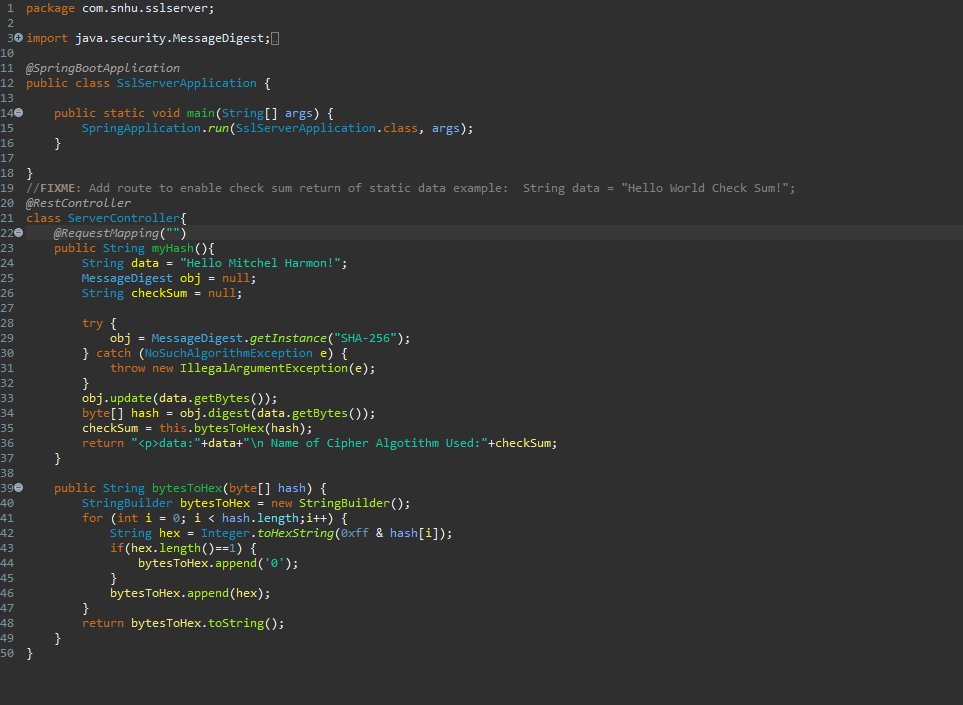 1 package com.snhu.sslserver;
2
3 import java.security.MessageDigest;
10
11 @SpringBootApplication
12 public class SslServerApplication {
13
14     public static void main(String[] args) {
15         SpringApplication.run(SslServerApplication.class, args);
16     }
17
18 }
19 //FIXME: Add route to enable check sum return of static data example:  String data = "Hello World Check Sum!";
20 @RestController
21 class ServerController{
22     @RequestMapping("")
23     public String myHash(){
24         String data = "Hello Mitchel Harmon!";
25         MessageDigest obj = null;
26         String checkSum = null;
27
28         try {
29             obj = MessageDigest.getInstance("SHA-256");
30         } catch (NoSuchAlgorithmException e) {
31             throw new IllegalArgumentException(e);
32         }
33         obj.update(data.getBytes());
34         byte[] hash = obj.digest(data.getBytes());
35         checkSum = this.bytesToHex(hash);
36         return "<p>data:"+data+"\n Name of Cipher Algotithm Used:"+checkSum;
37     }
38
39     public String bytesToHex(byte[] hash) {
40         StringBuilder bytesToHex = new StringBuilder();
41         for (int i = 0; i < hash.length;i++) {
42             String hex = Integer.toHexString(0xff & hash[i]);
43             if(hex.length()==1) {
44                 bytesToHex.append('0');
45             }
46             bytesToHex.append(hex);
47         }
48         return bytesToHex.toString();
49     }
50 }